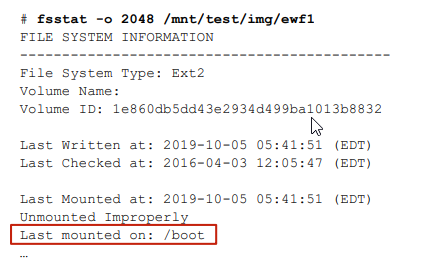 # fsstat -o 2048 /mnt/test/img/ewf1
FILE SYSTEM INFORMATION
--------------------------------------------
File System Type: Ext2
Volume Name:
Volume ID: 1e860db5dd43e2934d499ba1013b8832
Last Written at: 2019-10-05 05:41:51 (EDT)
Last Checked at: 2016-04-03 12:05:47 (EDT)
Last Mounted at: 2019-10-05 05:41:51 (EDT)
Unmounted Improperly
Last mounted on: /boot
…